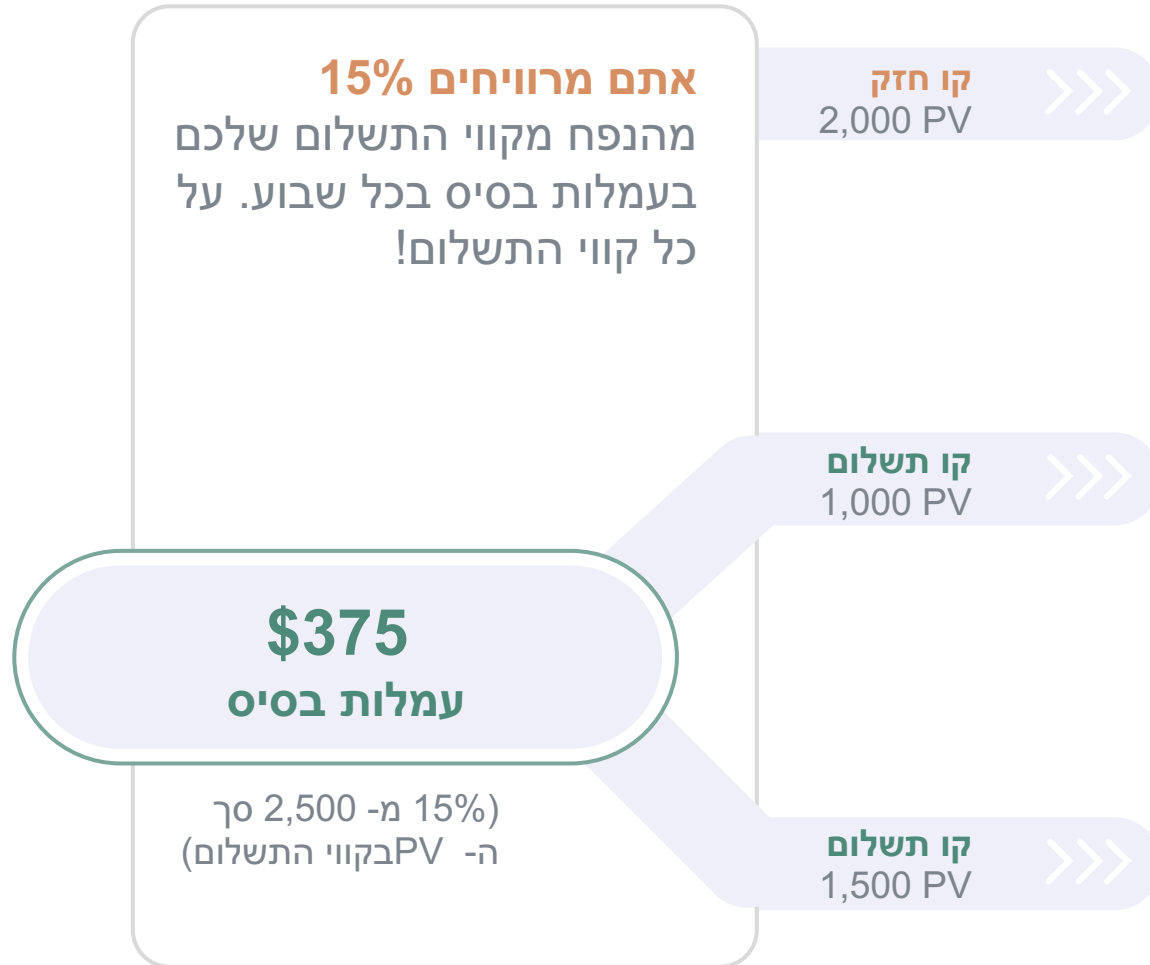 אתם מרוויחים 15%
מהנפח מקווי התשלום שלכם
בעמלות בסיס בכל שבוע. על
כל קווי התשלום!
קו חזק
2,000 PV
קו תשלום
1,000 PV
$375
עמלות בסיס
(15% מ- 2,500 סך
ה- PVבקווי התשלום)
קו תשלום
1,500 PV